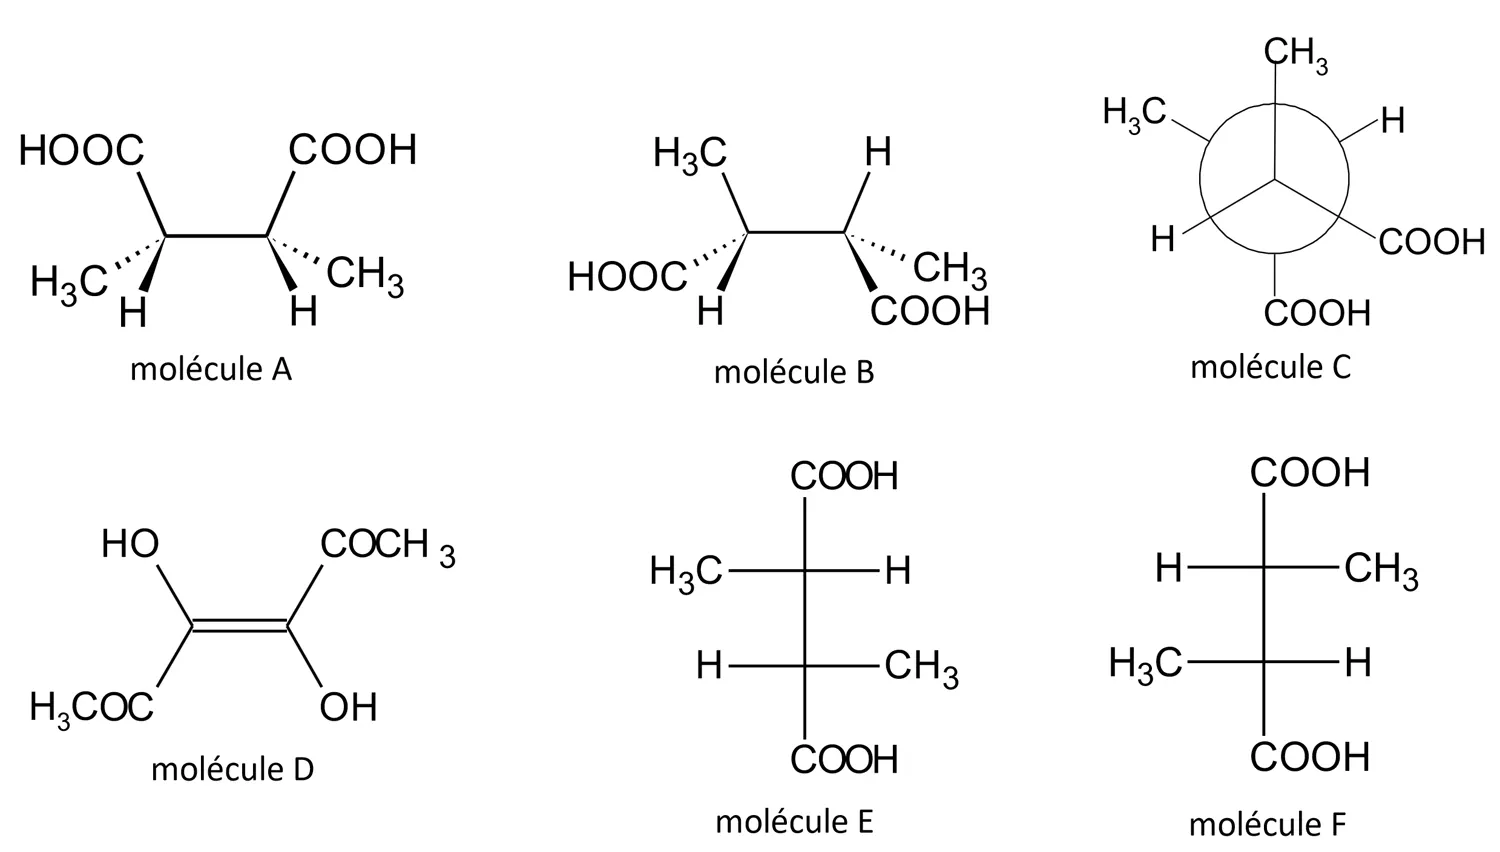 HOOC COOH
H3C H H CH3
molécule A
H3C H
HOOC H COOH CH3
molécule B
CH3
H3C H
H COOH
COOH
molécule C
HO COCH 3
H3COC OH
molécule D
COOH
H3C H
H CH3
COOH
molécule E
COOH
H CH3
H3C H
COOH
molécule F